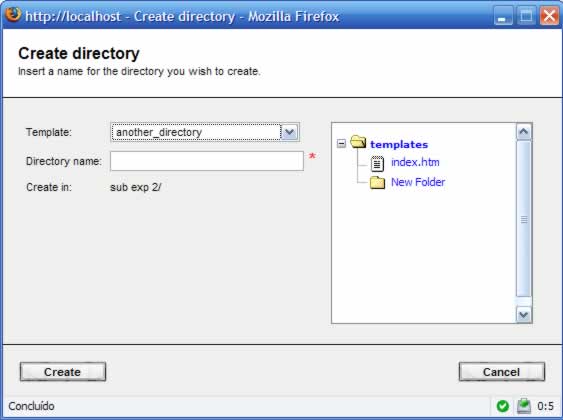 http://localhost - Create directory - Mozilla Firefox
Create directory
Insert a name for the directory you wish to create.
Template: another_directory
Directory name: *
Create in: sub exp 2/
templates
index.htm
New Folder
Create Cancel
Concluído 0:5